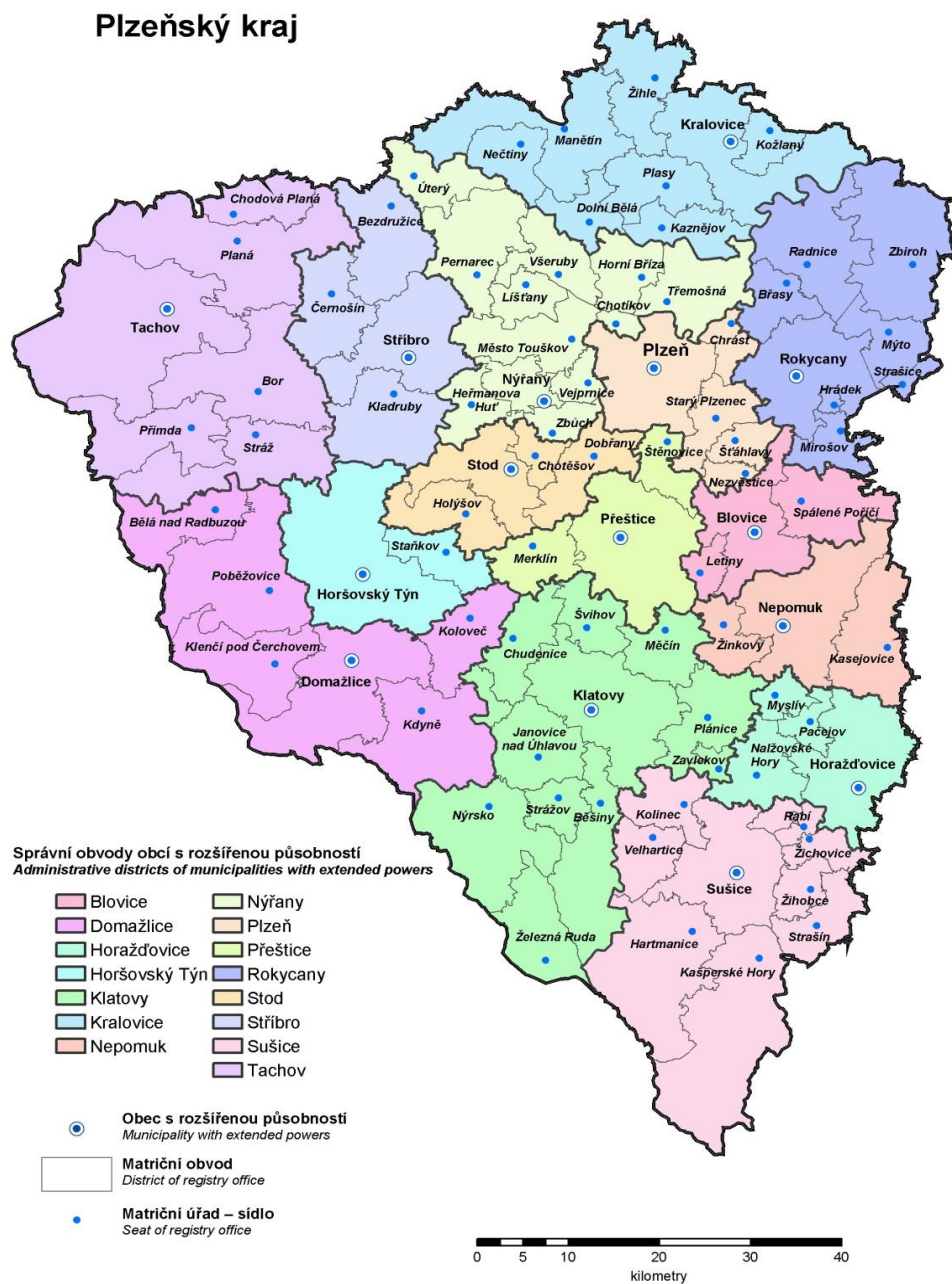 Plzeňský kraj
Žihle
Kralovice
Manětín
Kožlany
Nečtiny
Plasy
Úterý
Chodová Planá
Bezdružice
Dolní Bělá
Kaznějov
Planá
Radnice
Zbiroh
Pernarec
Všeruby
Horní Bříza
Líšťany
Břasy
Černošín
Třemošná
Chotíkov
Tachov
Chrást
Mýto
Město Touškov
Plzeň
Stříbro
Rokycany
Strašice
Nýřany
Bor
Heřmanova
Huť
Vejprnice
Hrádek
Kladruby
Starý Plzenec
Přimda
Zbůch
Mirošov
Stráž
Dobřany
Štěnovice
Šťáhlavy
Stod
Chotěšov
Nezvěstice
Holýšov
Spálené Poříčí
Bělá nad Radbuzou
Přeštice
Blovice
Staňkov
Merklín
Letiny
Poběžovice
Horšovský Týn
Nepomuk
Švihov
Koloveč
Měčín
Žinkovy
Klenčí pod Čerchovem
Chudenice
Kasejovice
Domažlice
Klatovy
Mysliv
Kdyně
Plánice
Pačejov
Janovice
nad Úhlavou
Nalžovské
Hory
Zavlekov
Horažďovice
Nýrsko
Strážov
Běšiny
Kolinec
Rabí
Velhartice
Žichovice
Sušice
Žihobce
Železná Ruda
Hartmanice
Strašín
Kašperské Hory
Správní obvody obcí s rozšířenou působností
Administrative districts of municipalities with extended powers
Blovice
Domažlice
Horažďovice
Horšovský Týn
Klatovy
Kralovice
Nepomuk
Nýřany
Plzeň
Přeštice
Rokycany
Stod
Stříbro
Sušice
Tachov
Obec s rozšířenou působností
Municipality with extended powers
Matriční obvod
District of registry office
Matriční úřad – sídlo
Seat of registry office
0 5 10 20 30 40
kilometry